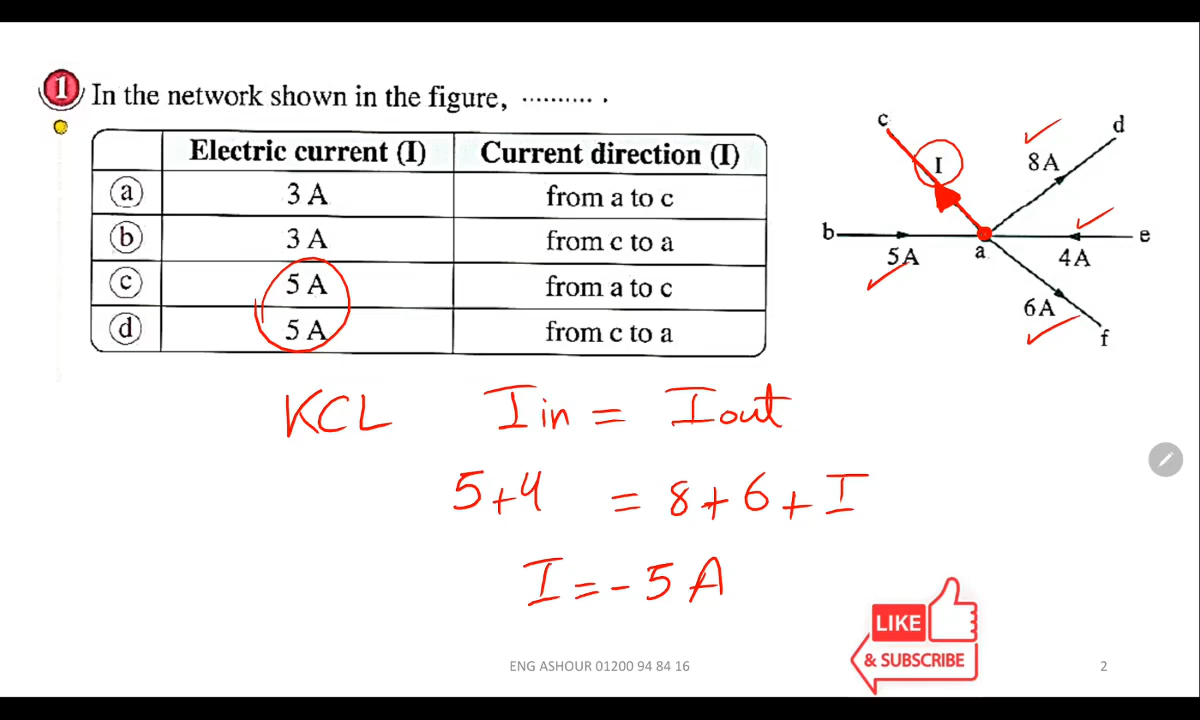 1 In the network shown in the figure, .......... .
Electric current (I) Current direction (I)
a 3 A from a to c
b 3 A from c to a
c 5 A from a to c
d 5 A from c to a
c
d
I
8A
b
e
5A
a
4A
6A
f
KCL Iin = Iout
5+4 = 8+6+I
I=-5A
LIKE
& SUBSCRIBE
ENG ASHOUR 01200 94 84 16
2